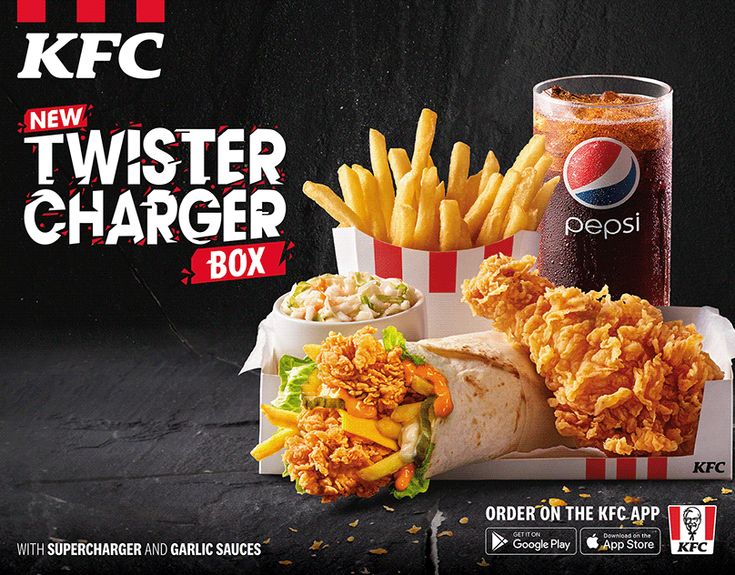 KFC
NEW
TWISTER
CHARGER
BOX
pepsi
KFC
ORDER ON THE KFC APP
GET IT ON
Google Play
Download on the
App Store
KFC
WITH SUPERCHARGER AND GARLIC SAUCES